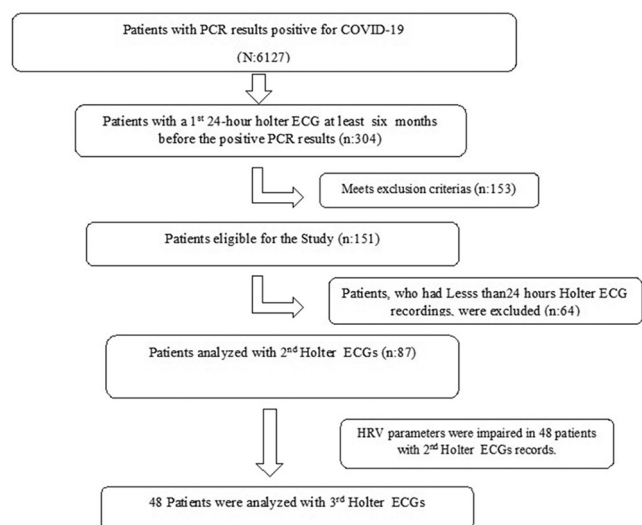 Patients with PCR results positive for COVID-19
(N:6127)
Patients with a 1st 24-hour holter ECG at least six months
before the positive PCR results (n:304)
Meets exclusion criterias (n:153)
Patients eligible for the Study (n:151)
Patients, who had Lesss than24 hours Holter ECG
recordings, were excluded (n:64)
Patients analyzed with 2nd Holter ECGs (n:87)
HRV parameters were impaired in 48 patients
with 2nd Holter ECGs records.
48 Patients were analyzed with 3rd Holter ECGs